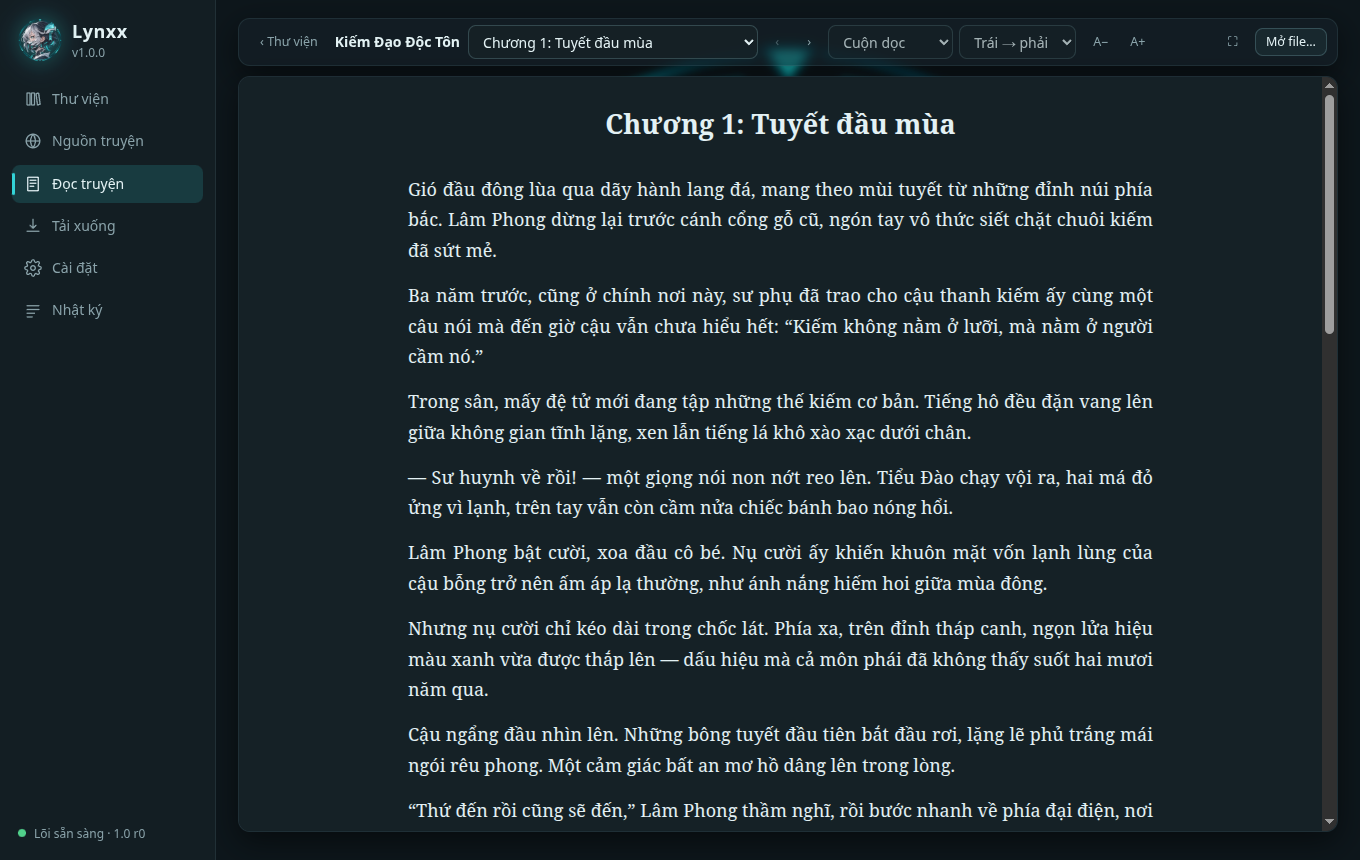 Lynxx
v1.0.0
Thư viện
Nguồn truyện
Đọc truyện
Tải xuống
Cài đặt
Nhật ký
Lõi sẵn sàng · 1.0 r0
‹ Thư viện
Kiếm Đạo Độc Tôn
Chương 1: Tuyết đầu mùa
‹ ›
Cuộn dọc
Trái → phải
A−
A+
Mở file...
Chương 1: Tuyết đầu mùa
Gió đầu đông lùa qua dãy hành lang đá, mang theo mùi tuyết từ những đỉnh núi phía
bắc. Lâm Phong dừng lại trước cánh cổng gỗ cũ, ngón tay vô thức siết chặt chuôi kiếm
đã sứt mẻ.
Ba năm trước, cũng ở chính nơi này, sư phụ đã trao cho cậu thanh kiếm ấy cùng một
câu nói mà đến giờ cậu vẫn chưa hiểu hết: “Kiếm không nằm ở lưỡi, mà nằm ở người
cầm nó.”
Trong sân, mấy đệ tử mới đang tập những thế kiếm cơ bản. Tiếng hô đều đặn vang lên
giữa không gian tĩnh lặng, xen lẫn tiếng lá khô xào xạc dưới chân.
— Sư huynh về rồi! — một giọng nói non nớt reo lên. Tiểu Đào chạy vội ra, hai má đỏ
ửng vì lạnh, trên tay vẫn còn cầm nửa chiếc bánh bao nóng hổi.
Lâm Phong bật cười, xoa đầu cô bé. Nụ cười ấy khiến khuôn mặt vốn lạnh lùng của
cậu bỗng trở nên ấm áp lạ thường, như ánh nắng hiếm hoi giữa mùa đông.
Nhưng nụ cười chỉ kéo dài trong chốc lát. Phía xa, trên đỉnh tháp canh, ngọn lửa hiệu
màu xanh vừa được thắp lên — dấu hiệu mà cả môn phái đã không thấy suốt hai mươi
năm qua.
Cậu ngẩng đầu nhìn lên. Những bông tuyết đầu tiên bắt đầu rơi, lặng lẽ phủ trắng mái
ngói rêu phong. Một cảm giác bất an mơ hồ dâng lên trong lòng.
“Thứ đến rồi cũng sẽ đến,” Lâm Phong thầm nghĩ, rồi bước nhanh về phía đại điện, nơi